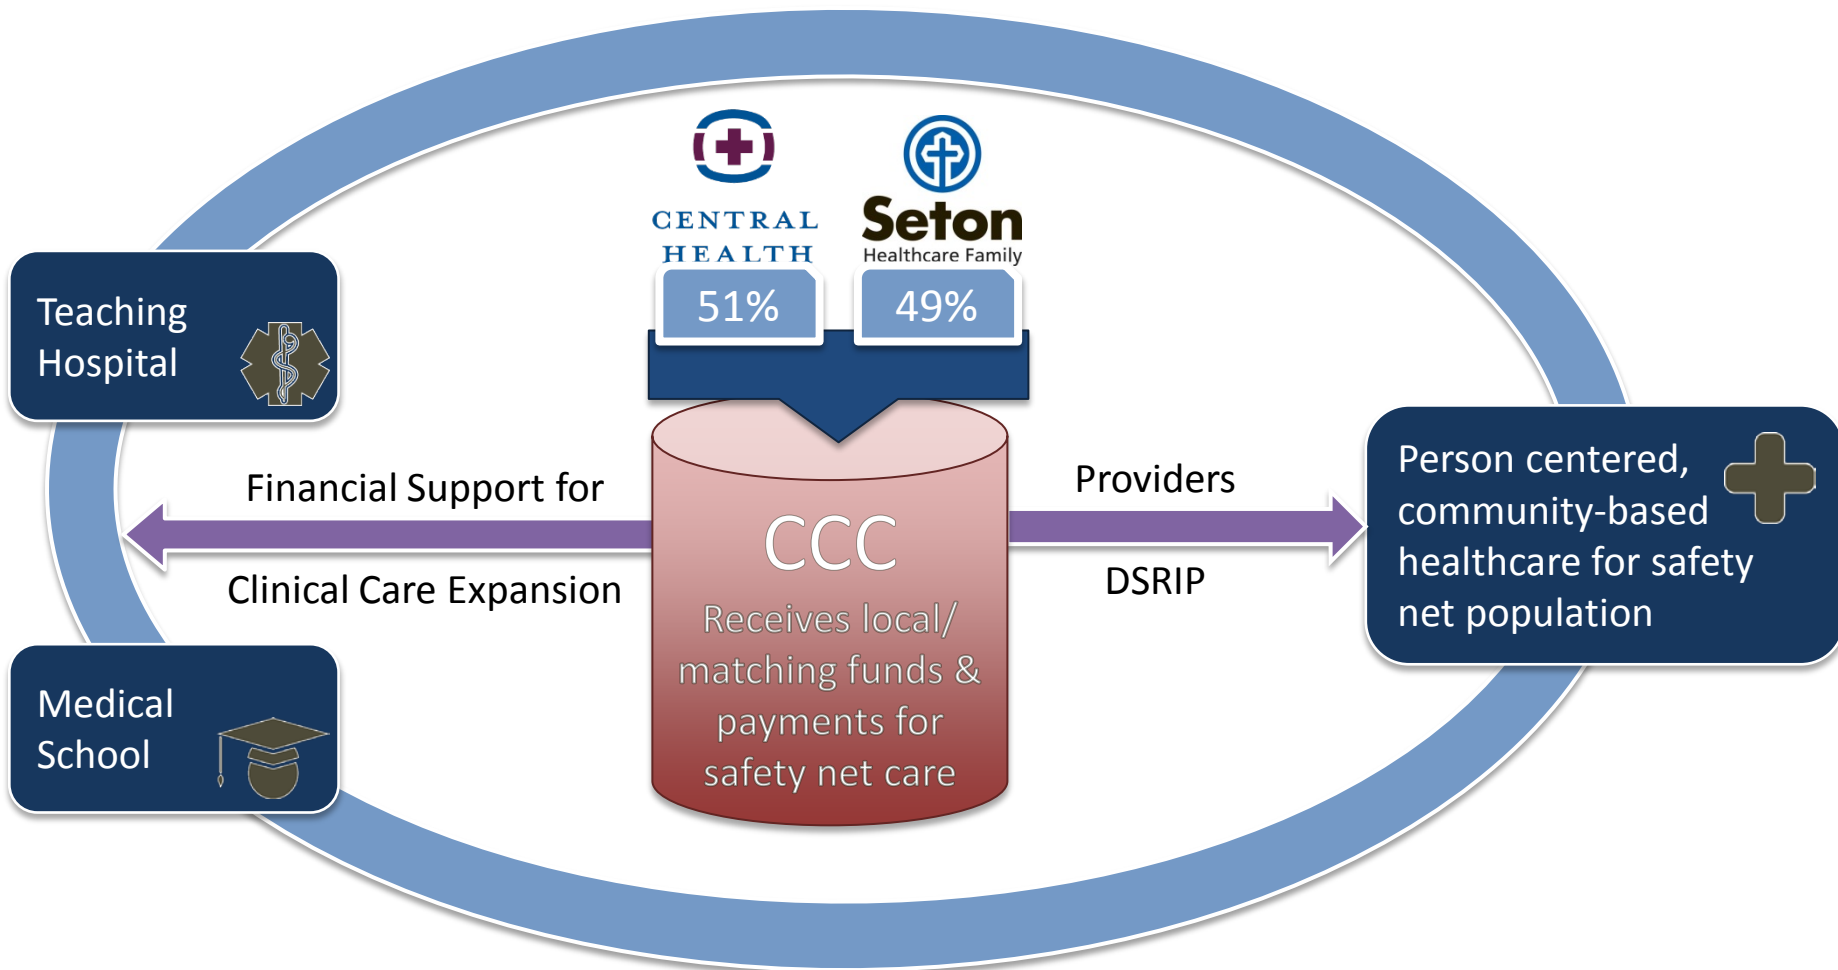 CENTRAL
HEALTH
Seton
Healthcare Family
51%
49%
Teaching
Hospital
Financial Support for
Clinical Care Expansion
Medical
School
CCC
Receives local/
matching funds &
payments for
safety net care
Providers
DSRIP
Person centered,
community-based
healthcare for safety
net population